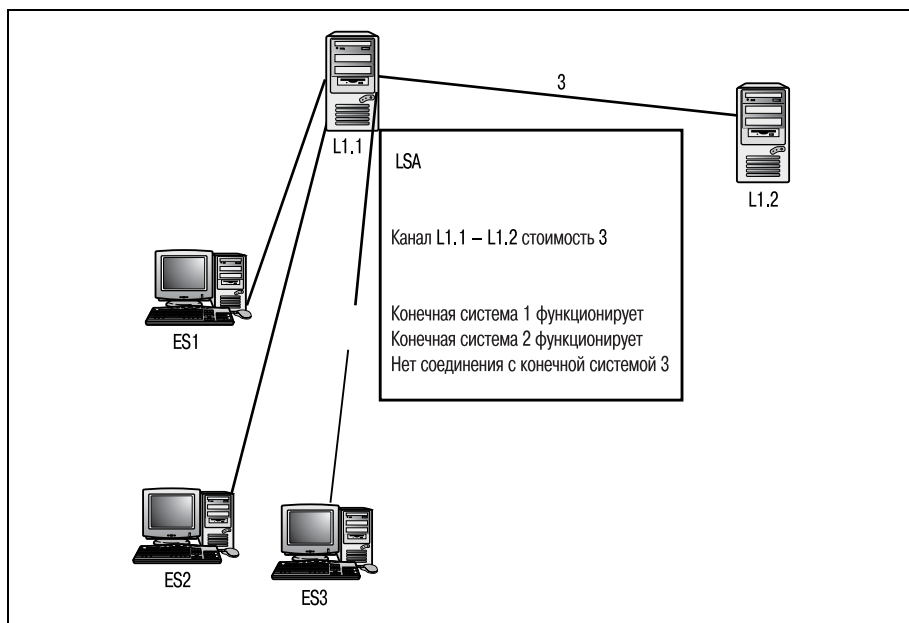 3
L1.1
L1.2
LSA
Канал L1.1 – L1.2 стоимость 3
Конечная система 1 функционирует
Конечная система 2 функционирует
Нет соединения с конечной системой 3
ES1
ES2
ES3